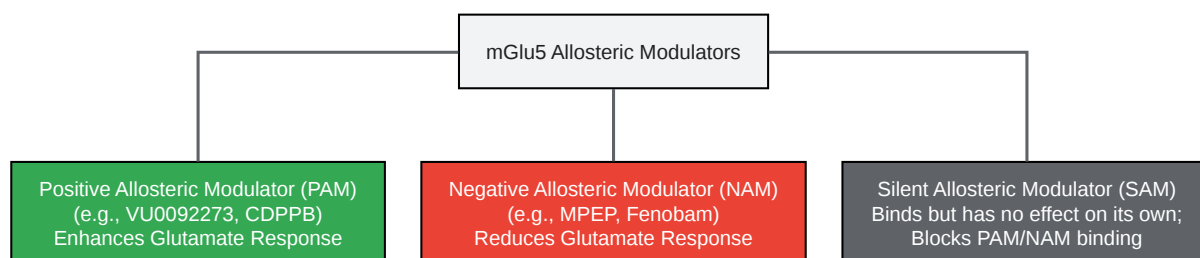 mGlu5 Allosteric Modulators
Positive Allosteric Modulator (PAM)
(e.g., VU0092273, CDPPB)
Enhances Glutamate Response
Negative Allosteric Modulator (NAM)
(e.g., MPEP, Fenobam)
Reduces Glutamate Response
Silent Allosteric Modulator (SAM)
Binds but has no effect on its own;
Blocks PAM/NAM binding